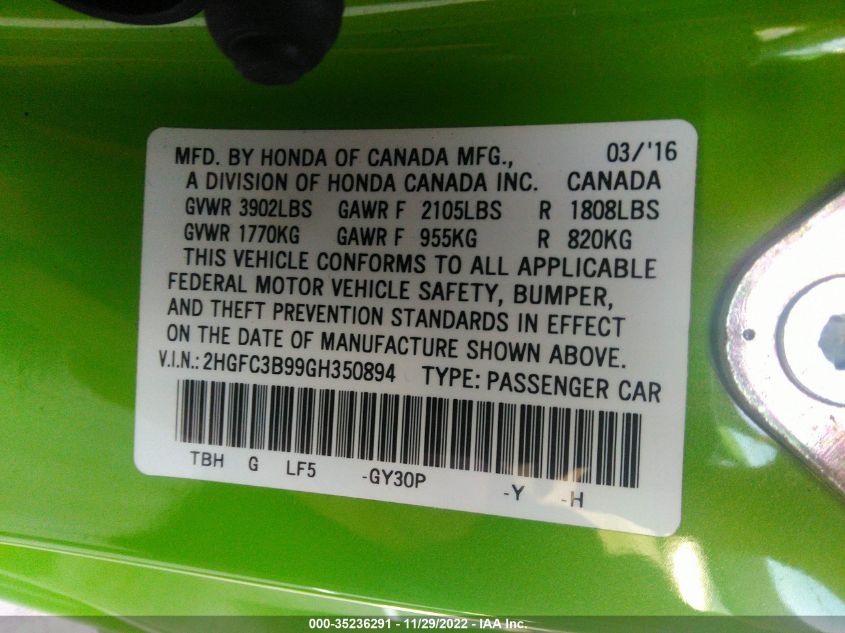 MFD. BY HONDA OF CANADA MFG., 03/'16
A DIVISION OF HONDA CANADA INC. CANADA
GVWR 3902LBS GAWR F 2105LBS R 1808LBS
GVWR 1770KG GAWR F 955KG R 820KG
THIS VEHICLE CONFORMS TO ALL APPLICABLE
FEDERAL MOTOR VEHICLE SAFETY, BUMPER,
AND THEFT PREVENTION STANDARDS IN EFFECT
ON THE DATE OF MANUFACTURE SHOWN ABOVE.
V.I.N.: 2HGFC3B99GH350894 TYPE: PASSENGER CAR
TBH G LF5 -GY30P -Y -H
000-35236291 - 11/29/2022 - IAA Inc.